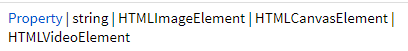 Property | string | HTMLImageElement | HTMLCanvasElement |
HTMLVideoElement